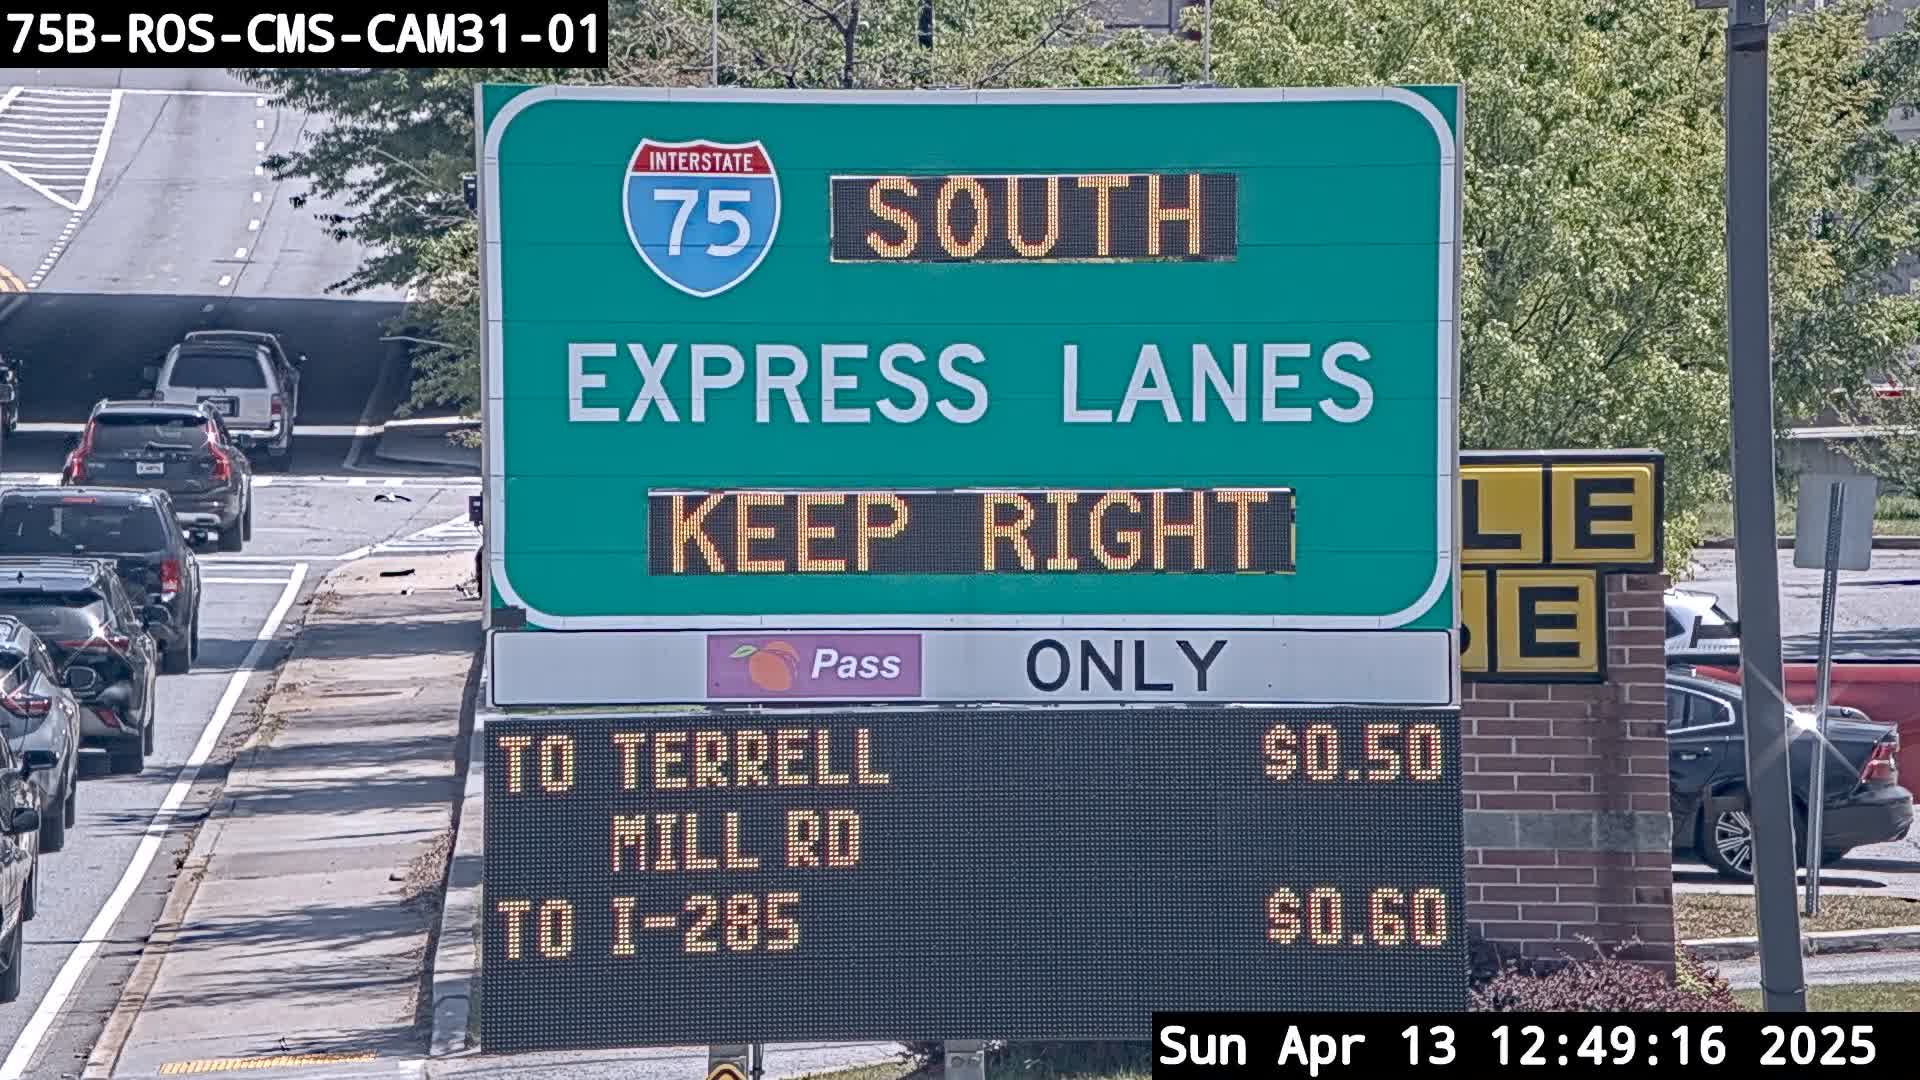 75B-ROS-CMS-CAM31-01
INTERSTATE
75
SOUTH
EXPRESS LANES
KEEP RIGHT
Pass ONLY
TO TERRELL $0.50
MILL RD
TO I-285 $0.60
LE
E
Sun Apr 13 12:49:16 2025